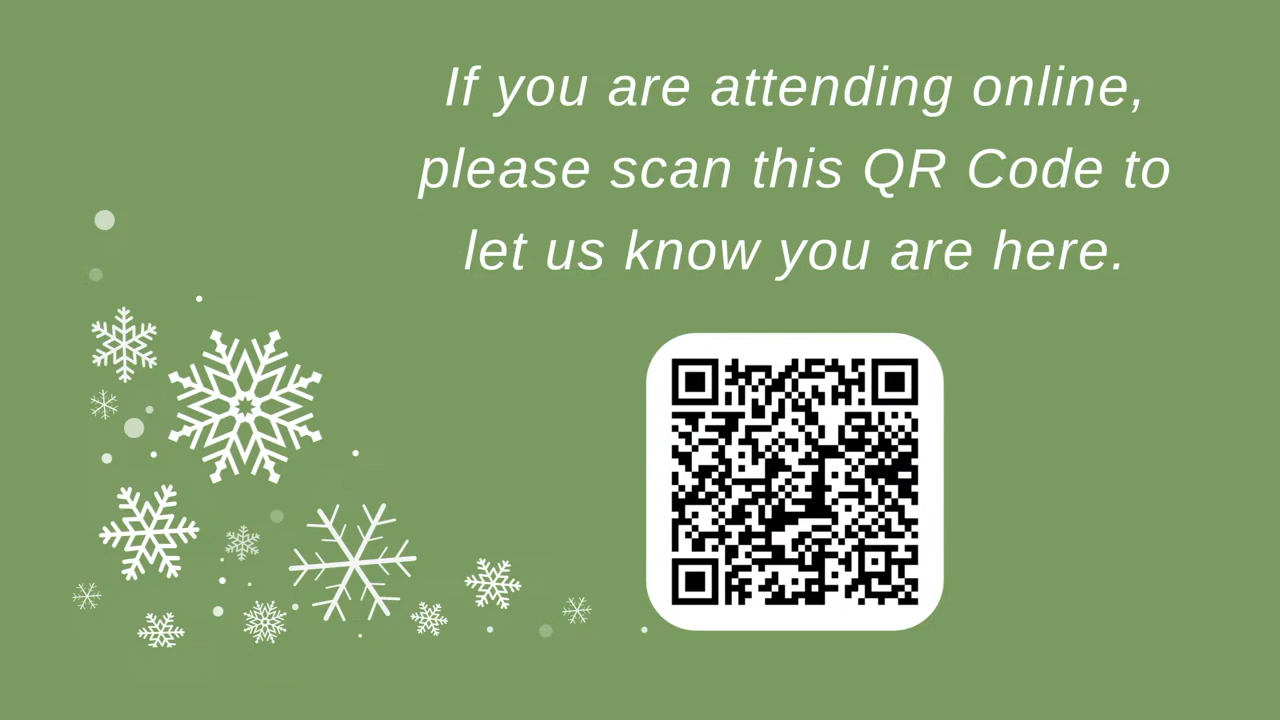 If you are attending online,
please scan this QR Code to
let us know you are here.